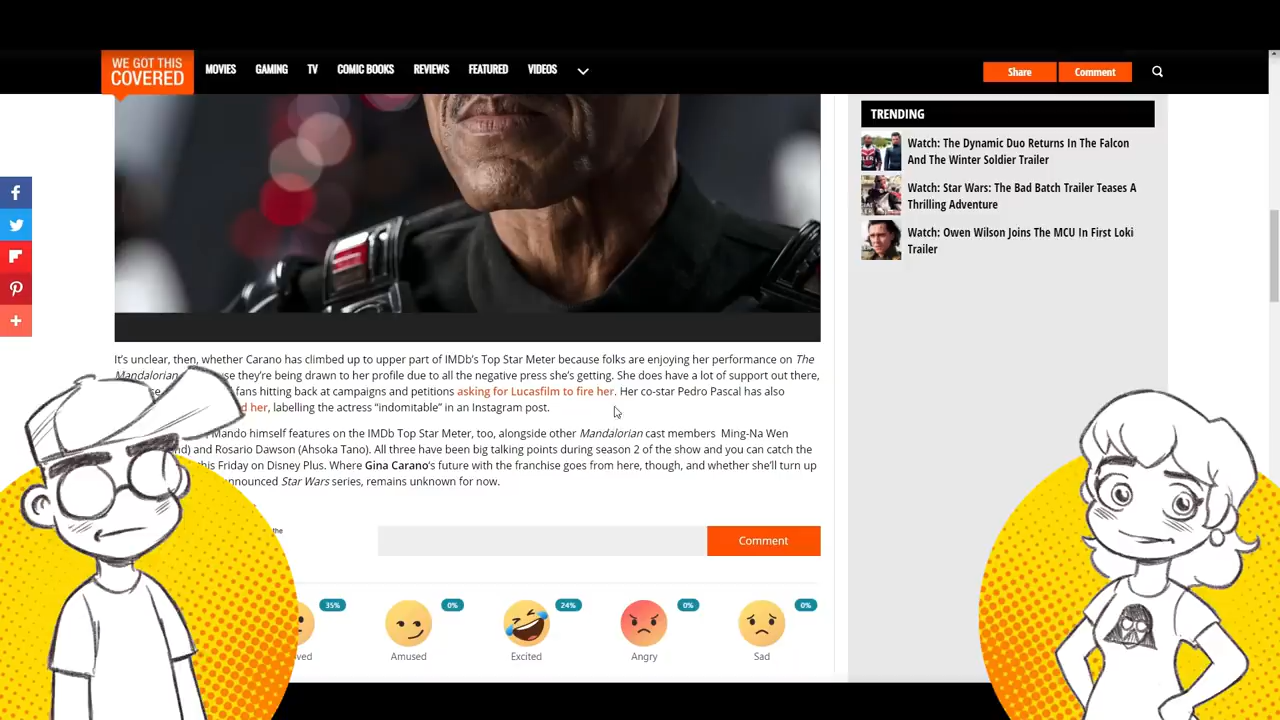 WE GOT THIS
COVERED
MOVIES GAMING TV COMIC BOOKS REVIEWS FEATURED VIDEOS
Share Comment
TRENDING
Watch: The Dynamic Duo Returns In The Falcon
And The Winter Soldier Trailer
Watch: Star Wars: The Bad Batch Trailer Teases A
Thrilling Adventure
Watch: Owen Wilson Joins The MCU In First Loki
Trailer
It's unclear, then, whether Carano has climbed up to upper part of IMDb's Top Star Meter because folks are enjoying her performance on The
Mandalorian they're being drawn to her profile due to all the negative press she's getting. She does have a lot of support out there,
fans hitting back at campaigns and petitions asking for Lucasfilm to fire her. Her co-star Pedro Pascal has also
her, labelling the actress "indomitable" in an Instagram post.
Mando himself features on the IMDb Top Star Meter, too, alongside other Mandalorian cast members Ming-Na Wen
and Rosario Dawson (Ahsoka Tano). All three have been big talking points during season 2 of the show and you can catch the
this Friday on Disney Plus. Where Gina Carano's future with the franchise goes from here, though, and whether she'll turn up
announced Star Wars series, remains unknown for now.
the
Comment
35% 0% 24% 0% 0%
Amused Excited Angry Sad